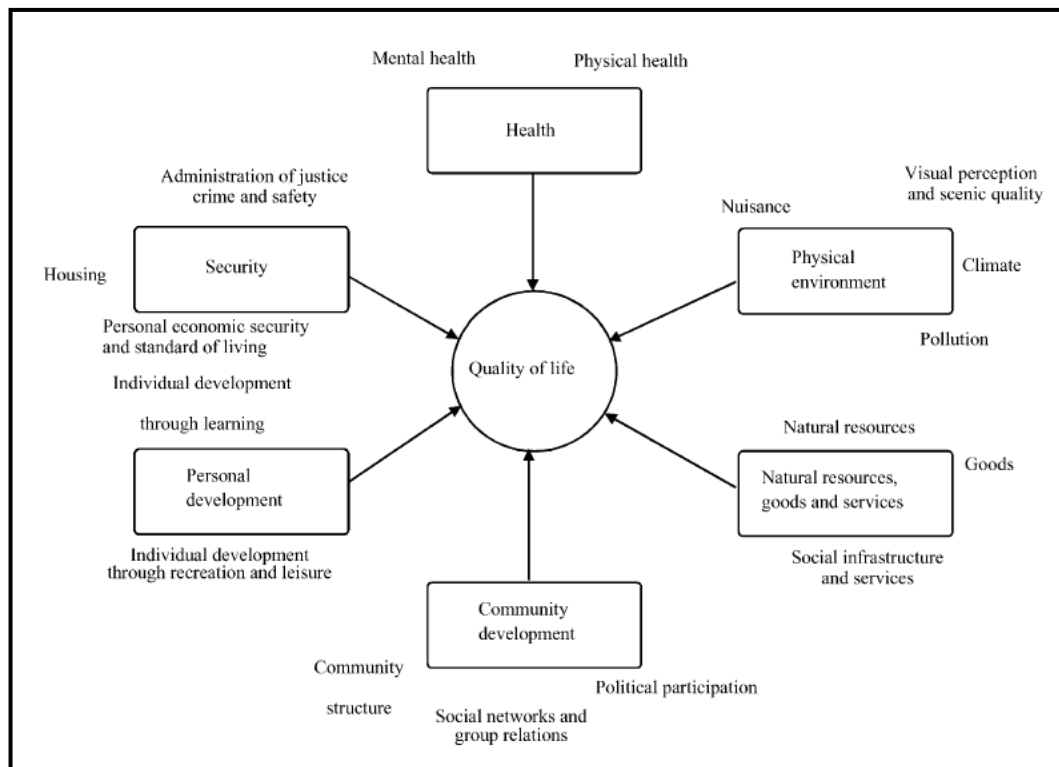 Mental health
Physical health
Health
Administration of justice
crime and safety
Visual perception
and scenic quality
Nuisance
Housing
Security
Physical
environment
Climate
Personal economic security
and standard of living
Pollution
Quality of life
Individual development
through learning
Natural resources
Goods
Personal
development
Natural resources,
goods and services
Individual development
through recreation and leisure
Social infrastructure
and services
Community
development
Community
structure
Political participation
Social networks and
group relations